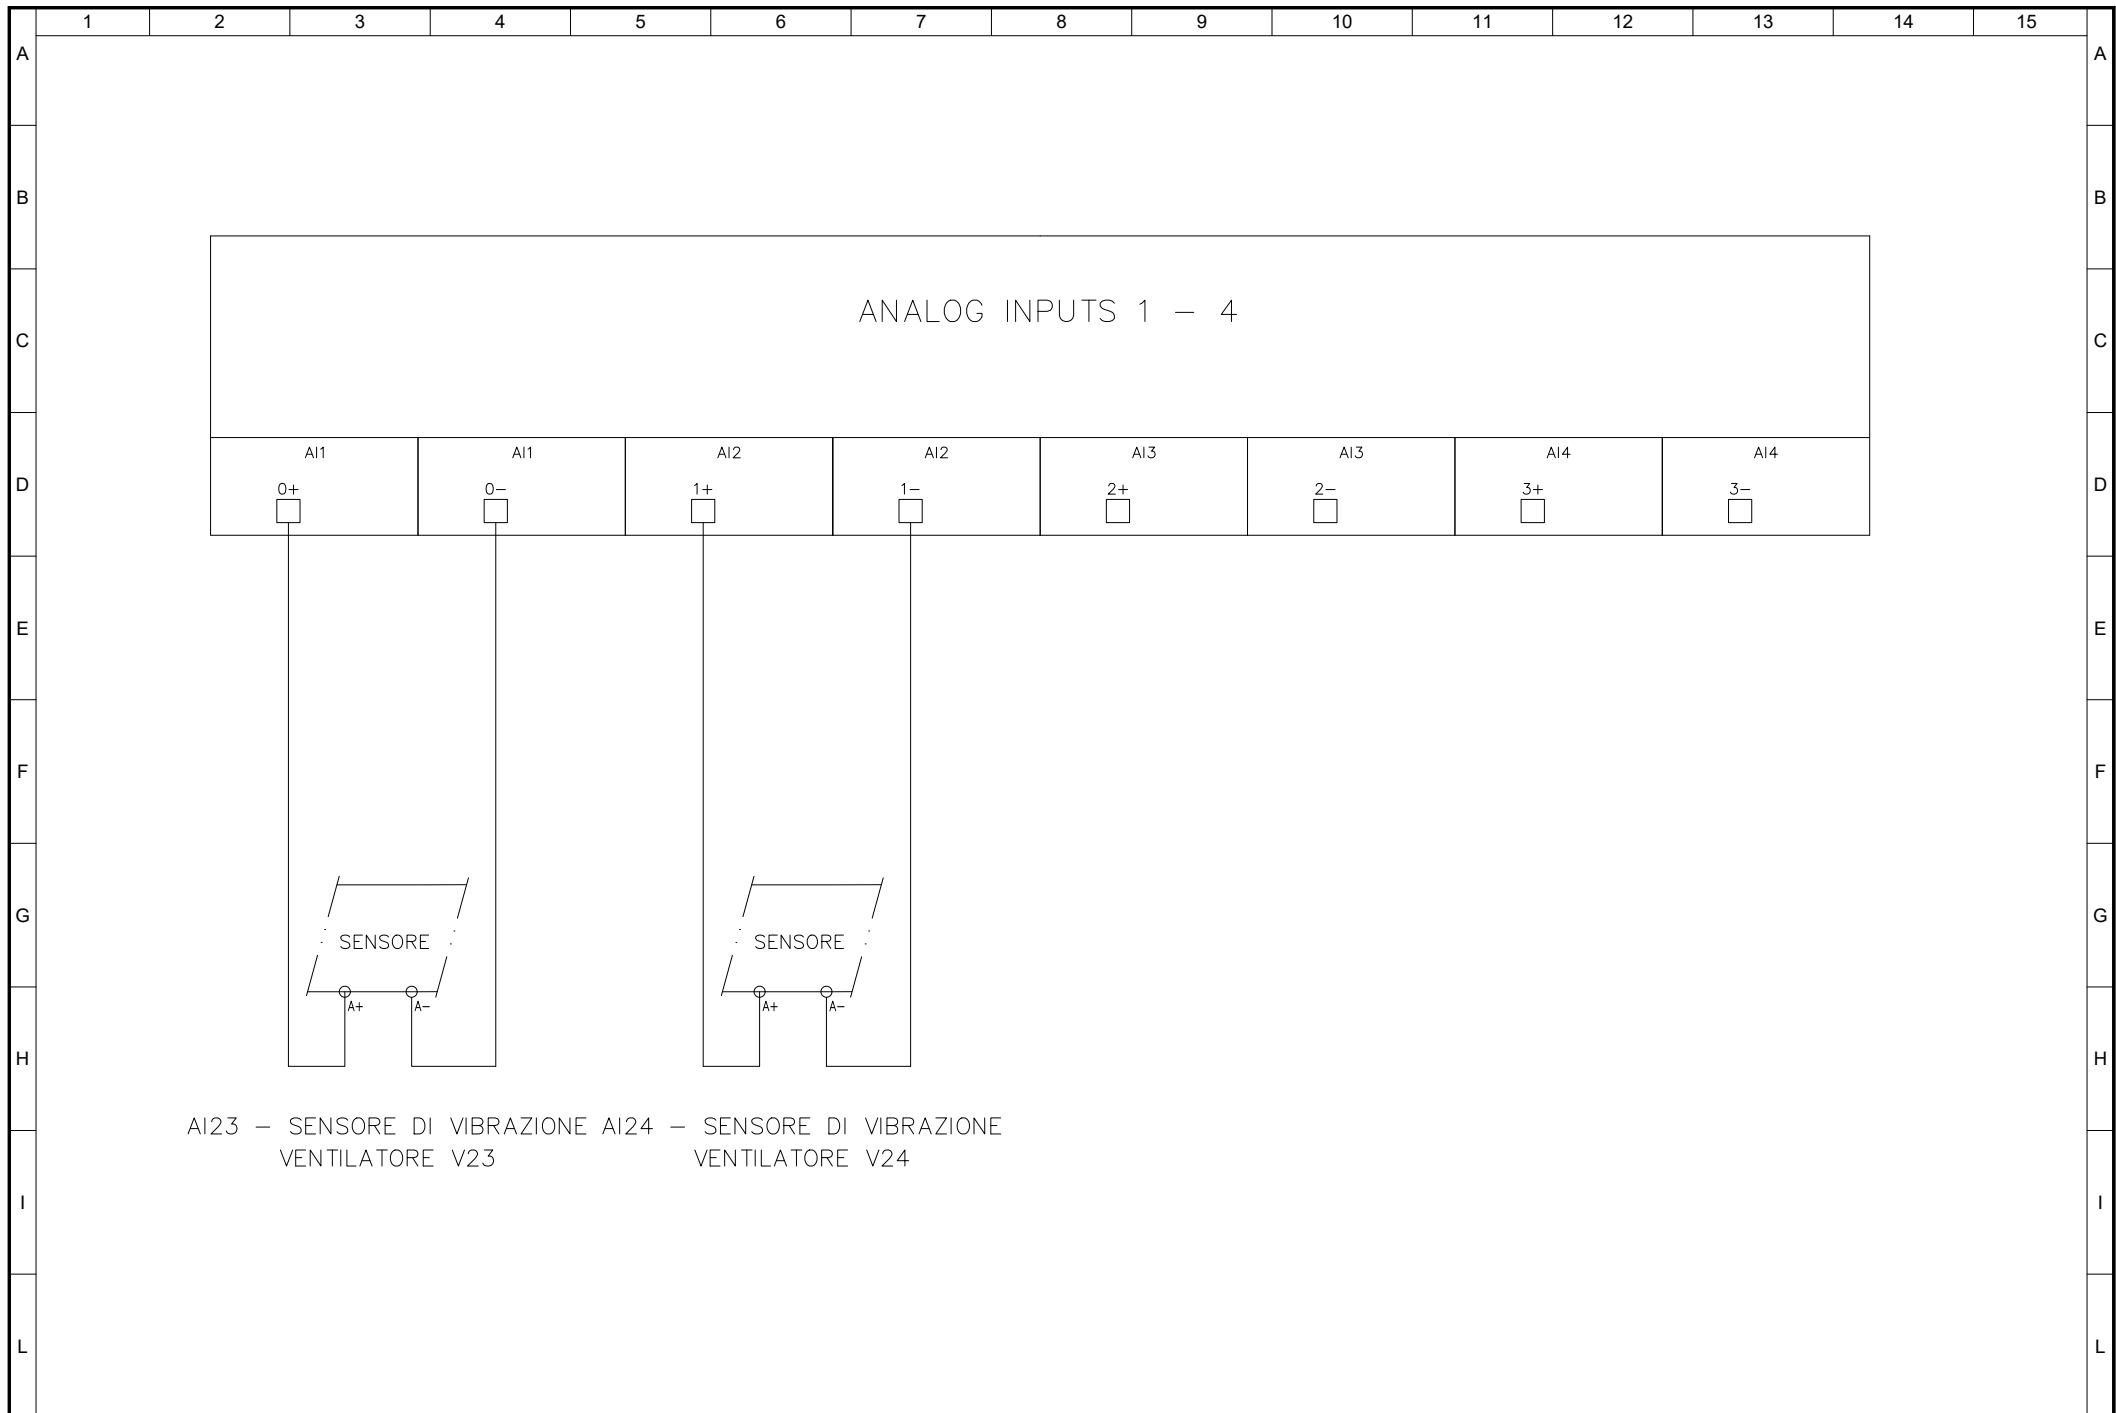 1 2 3 4 5 6 7 8 9 10 11 12 13 14 15
A A
B B
ANALOG INPUTS 1 – 4
C C
AI1 AI1 AI2 AI2 AI3 AI3 AI4 AI4
D D
0+ 0– 1+ 1– 2+ 2– 3+ 3–
E E
F F
G G
SENSORE SENSORE
A+ A– A+ A–
H H
AI23 – SENSORE DI VIBRAZIONE AI24 – SENSORE DI VIBRAZIONE
VENTILATORE V23 VENTILATORE V24
I I
L L